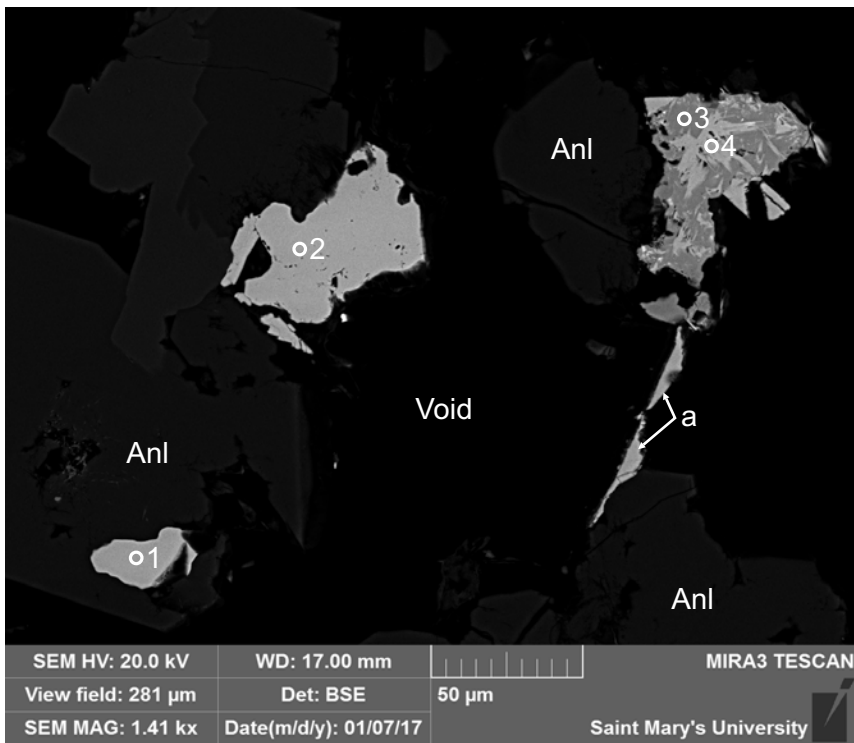 Anl
3
4
2
Void
a
Anl
1
Anl
SEM HV: 20.0 kV
WD: 17.00 mm
MIRA3 TESCAN
View field: 281 µm
Det: BSE
50 µm
SEM MAG: 1.41 kx
Date(m/d/y): 01/07/17
Saint Mary's University